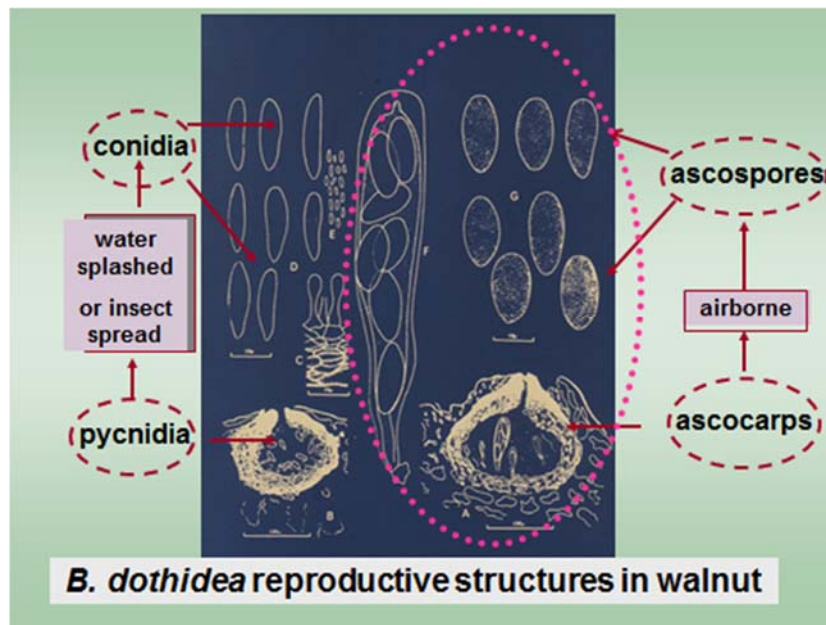 conidia
water
splashed
or insect
spread
pycnidia
D
E
C
B
F
G
A
ascospores
airborne
ascocarps
B. dothidea reproductive structures in walnut